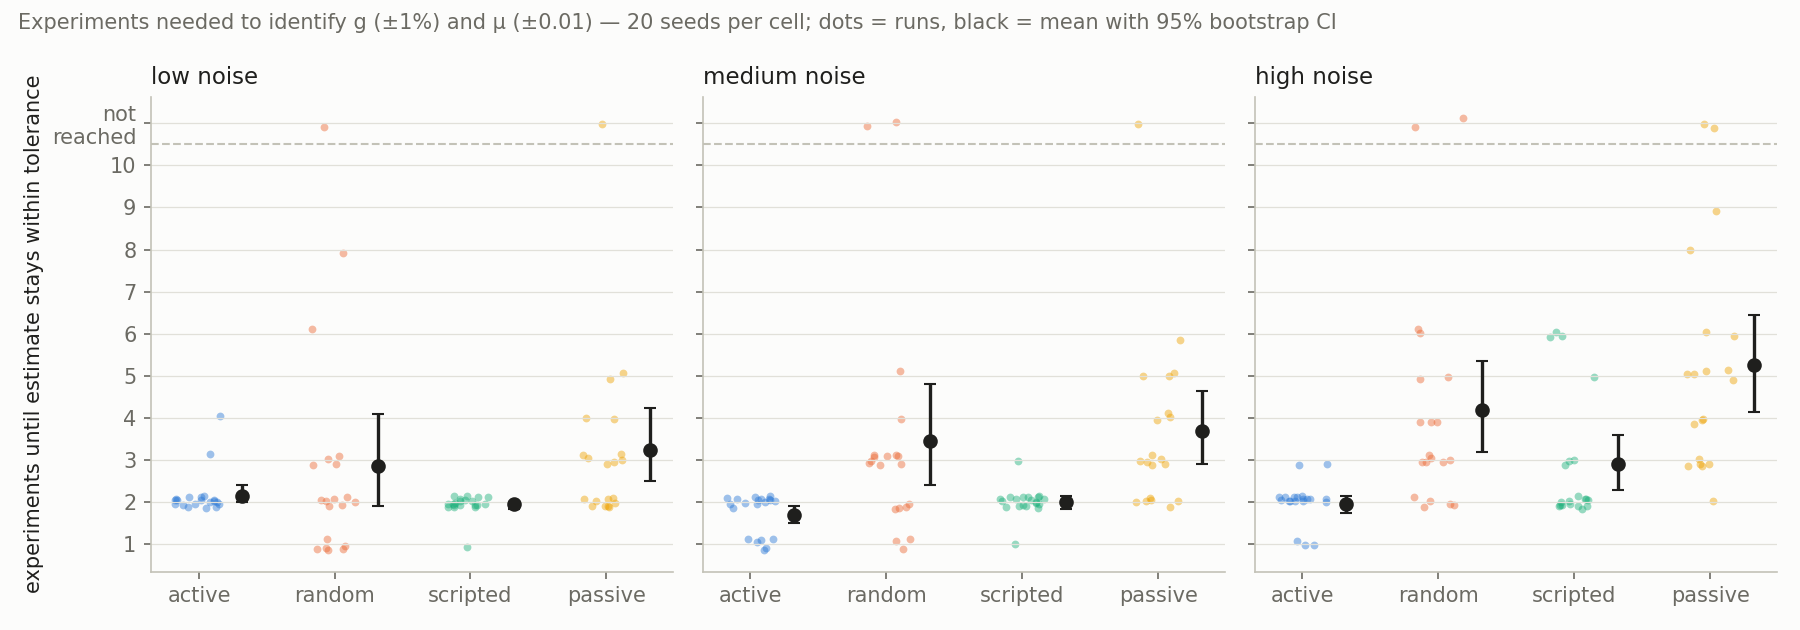 Experiments needed to identify g (±1%) and μ (±0.01) — 20 seeds per cell; dots = runs, black = mean with 95% bootstrap CI
experiments until estimate stays within tolerance
low noise
medium noise
high noise
not
reached
10
9
8
7
6
5
4
3
2
1
active random scripted passive
active random scripted passive
active random scripted passive